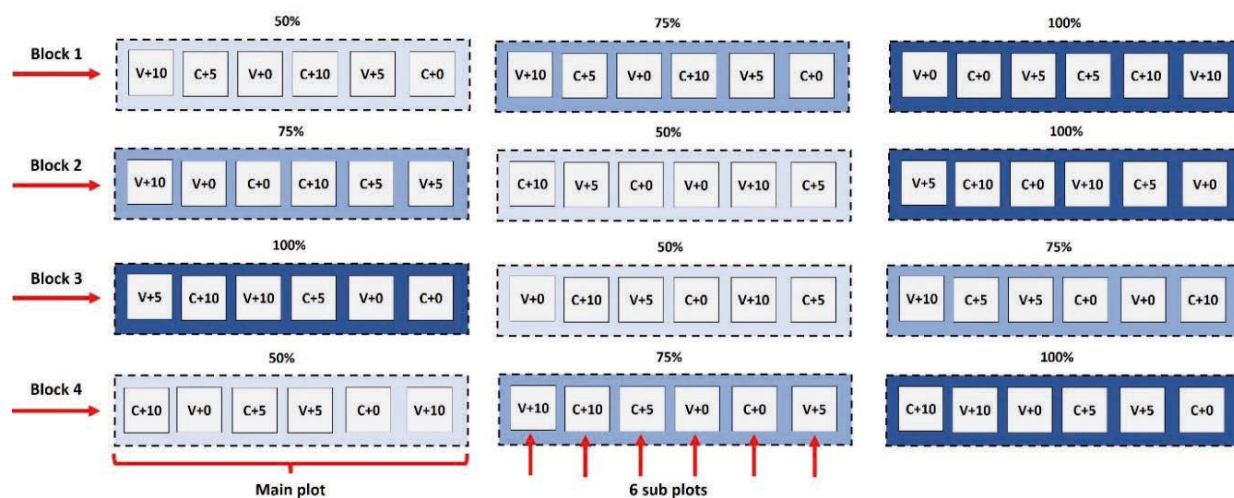 50% 75% 100%
Block 1
V+10 C+5 V+0 C+10 V+5 C+0 V+10 C+5 V+0 C+10 V+5 C+0 V+0 C+0 V+5 C+5 C+10 V+10
75% 50% 100%
Block 2
V+10 V+0 C+0 C+10 C+5 V+5 C+10 V+5 C+0 V+0 V+10 C+5 V+5 C+10 C+0 V+10 C+5 V+0
100% 50% 75%
Block 3
V+5 C+10 V+10 C+5 V+0 C+0 V+0 C+10 V+5 C+0 V+10 C+5 V+10 C+5 V+5 C+0 V+0 C+10
50% 75% 100%
Block 4
C+10 V+0 C+5 V+5 C+0 V+10 V+10 C+10 C+5 V+0 C+0 V+5 C+10 V+10 V+0 C+5 V+5 C+0
Main plot 6 sub plots